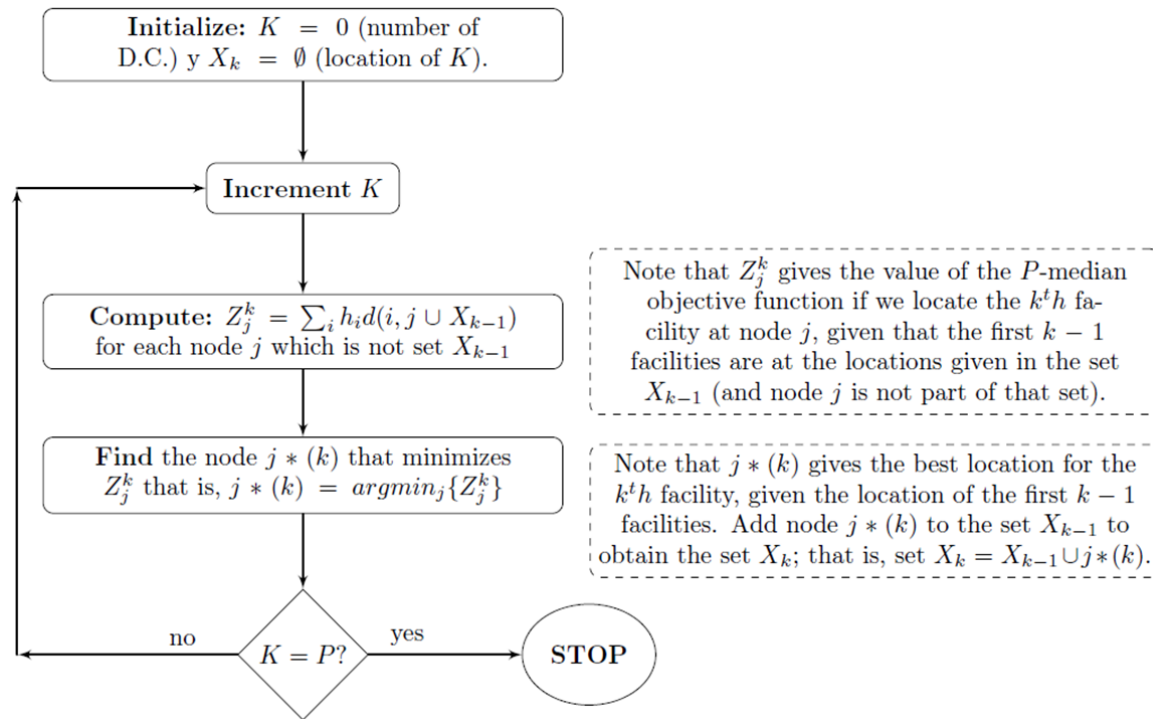 Initialize: K = 0 (number of
D.C.) y X_k = ∅ (location of K).
Increment K
Compute: Z_j^k = ∑_i h_i d(i, j ∪ X_{k−1})
for each node j which is not set X_{k−1}
Note that Z_j^k gives the value of the P-median
objective function if we locate the k^t h fa-
cility at node j, given that the first k − 1
facilities are at the locations given in the set
X_{k−1} (and node j is not part of that set).
Find the node j ∗ (k) that minimizes
Z_j^k that is, j ∗ (k) = argmin_j{Z_j^k}
Note that j ∗ (k) gives the best location for the
k^t h facility, given the location of the first k − 1
facilities. Add node j ∗ (k) to the set X_{k−1} to
obtain the set X_k; that is, set X_k = X_{k−1} ∪ j ∗ (k).
no
K = P?
yes
STOP